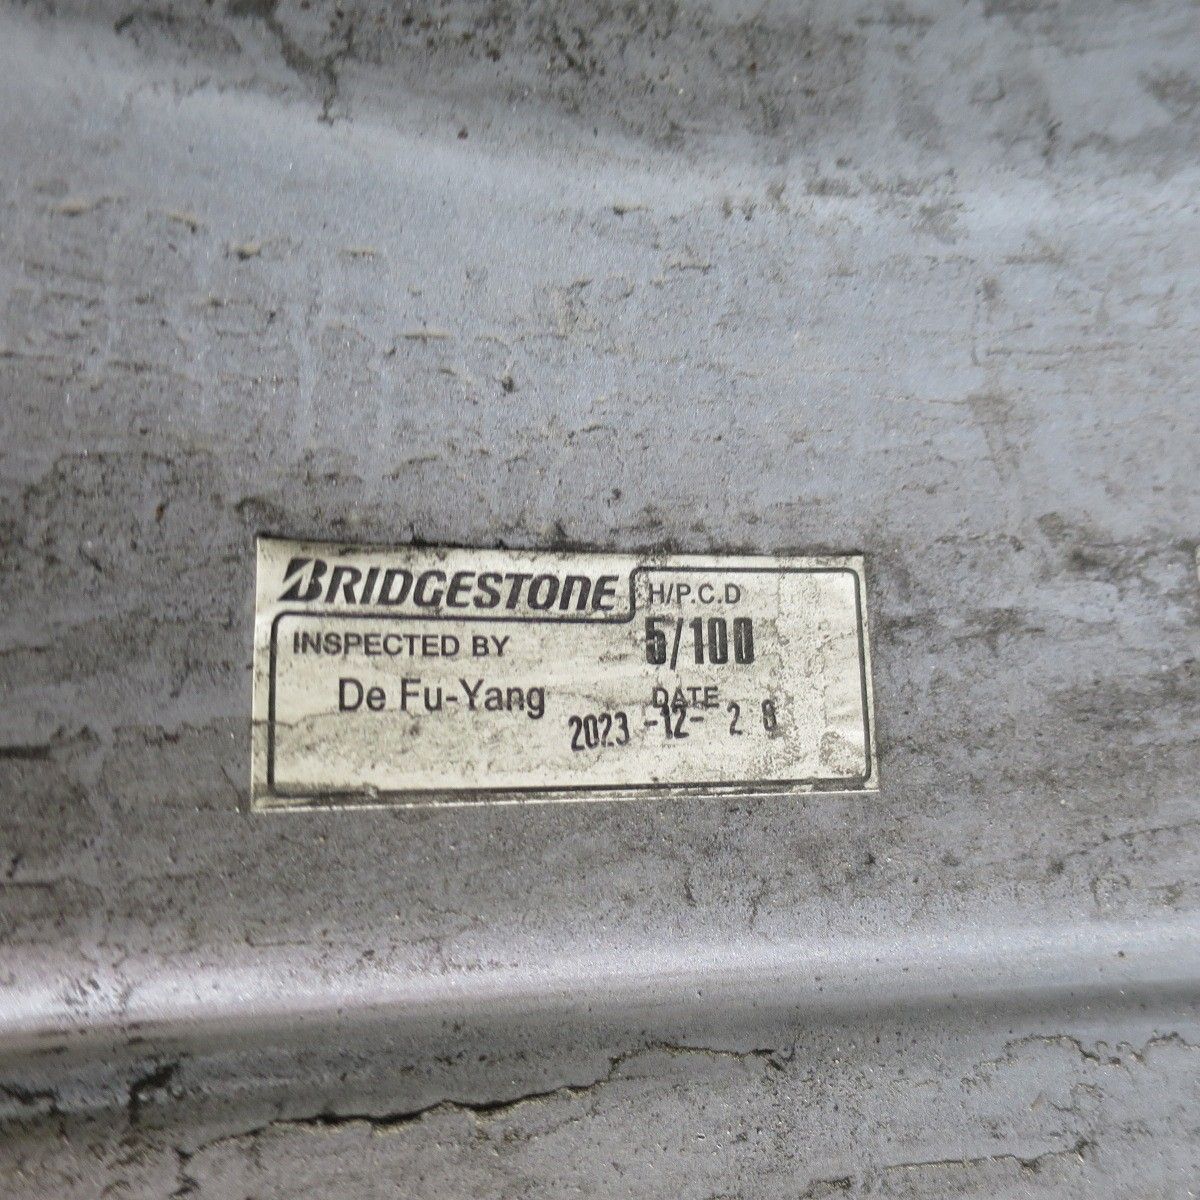 BRIDGESTONE
H/P.C.D
5/100
INSPECTED BY
De Fu-Yang
DATE
2023 -12- 2 8